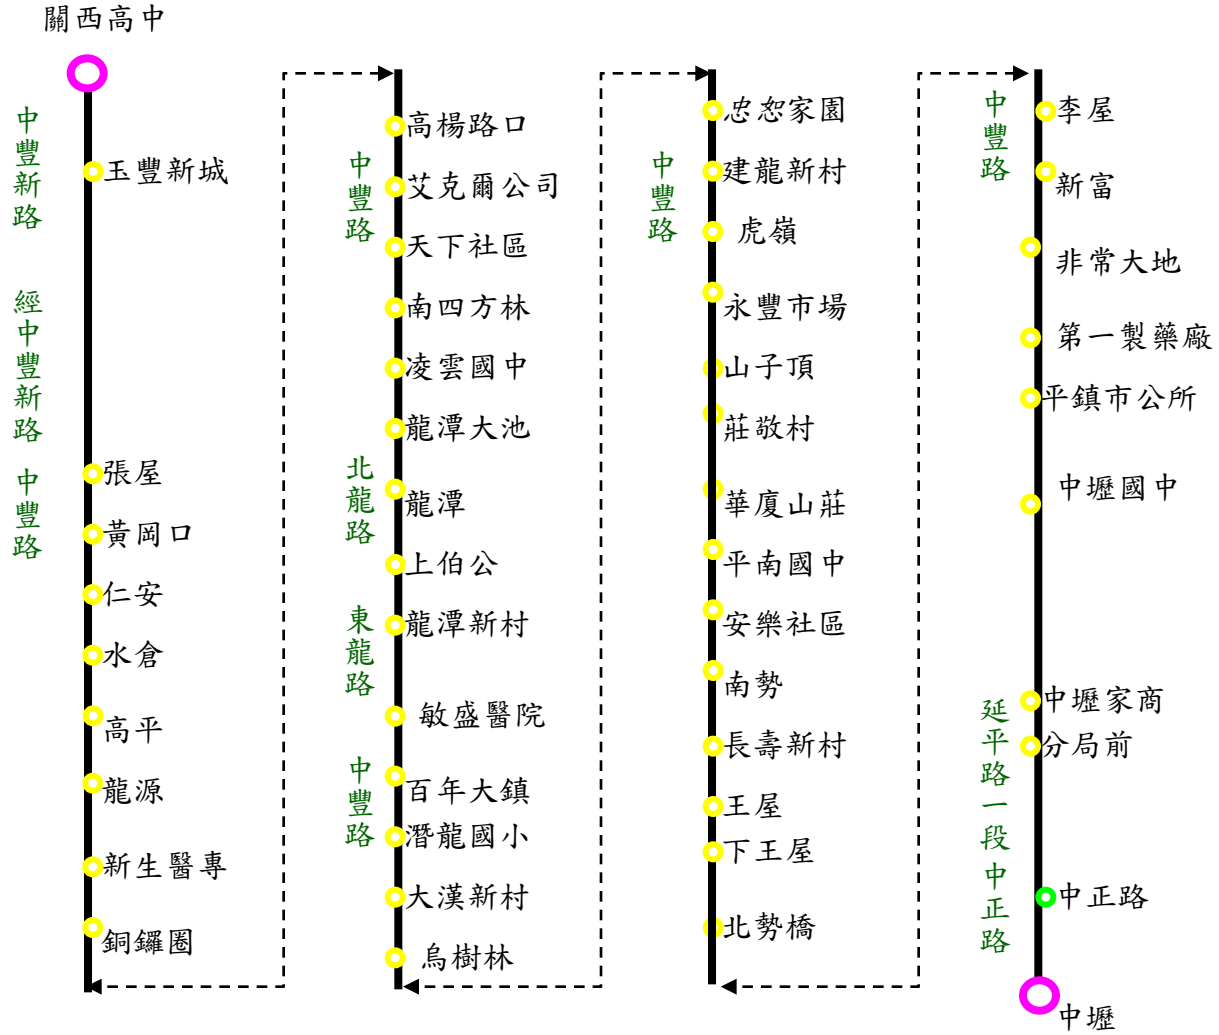 關西高中
中豐新路
玉豐新城
經中豐新路
中豐路
張屋
黃岡口
仁安
水倉
高平
龍源
新生醫專
銅鑼圈
高楊路口
中豐路
艾克爾公司
天下社區
南四方林
凌雲國中
龍潭大池
北龍路
龍潭
上伯公
東龍路
龍潭新村
敏盛醫院
中豐路
百年大鎮
潛龍國小
大漢新村
烏樹林
忠恕家園
中豐路
建龍新村
虎嶺
永豐市場
山子頂
莊敬村
華廈山莊
平南國中
安樂社區
南勢
長壽新村
王屋
下王屋
北勢橋
中豐路
李屋
新富
非常大地
第一製藥廠
平鎮市公所
中壢國中
延平路一段
中壢家商
分局前
中正路
中正路
中壢